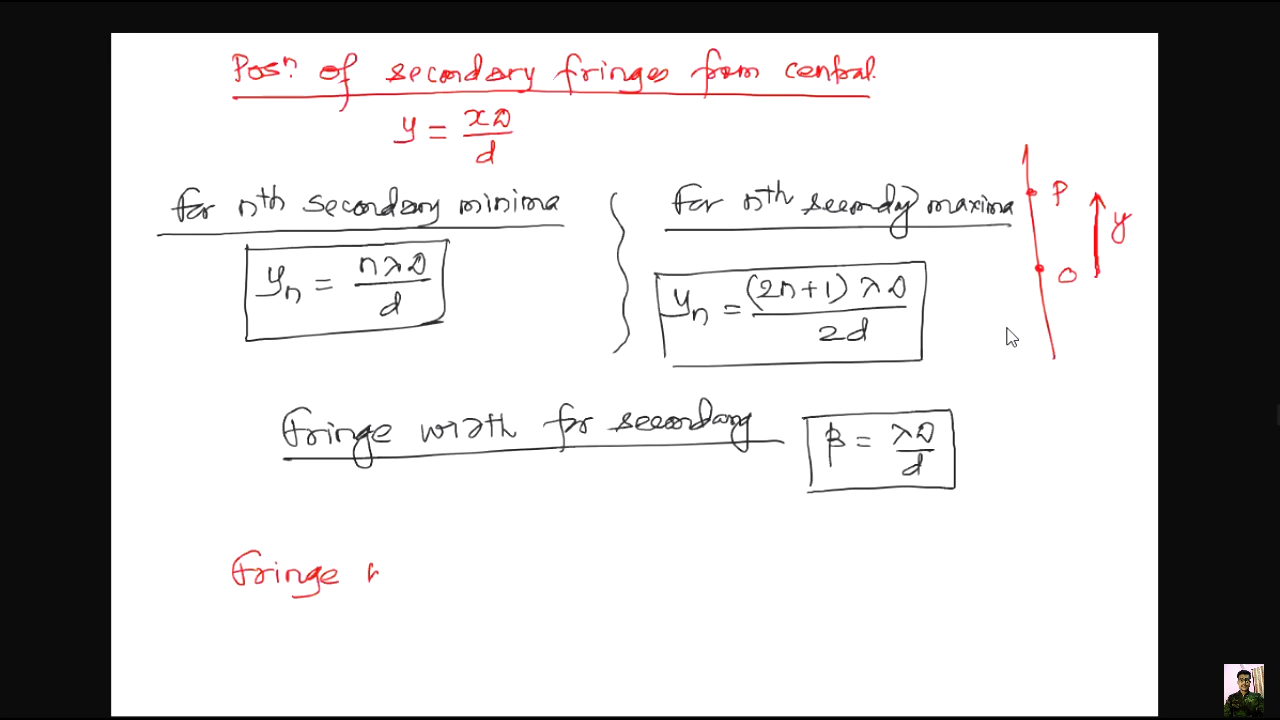 Posⁿ of secondary fringes from central.
y = xD/d
for nth secondary minima
yₙ = nλD/d
for nth secondy maxima
yₙ = (2n+1) λD/2d
P
y
O
fringe width for secondary
β = λD/d
fringe